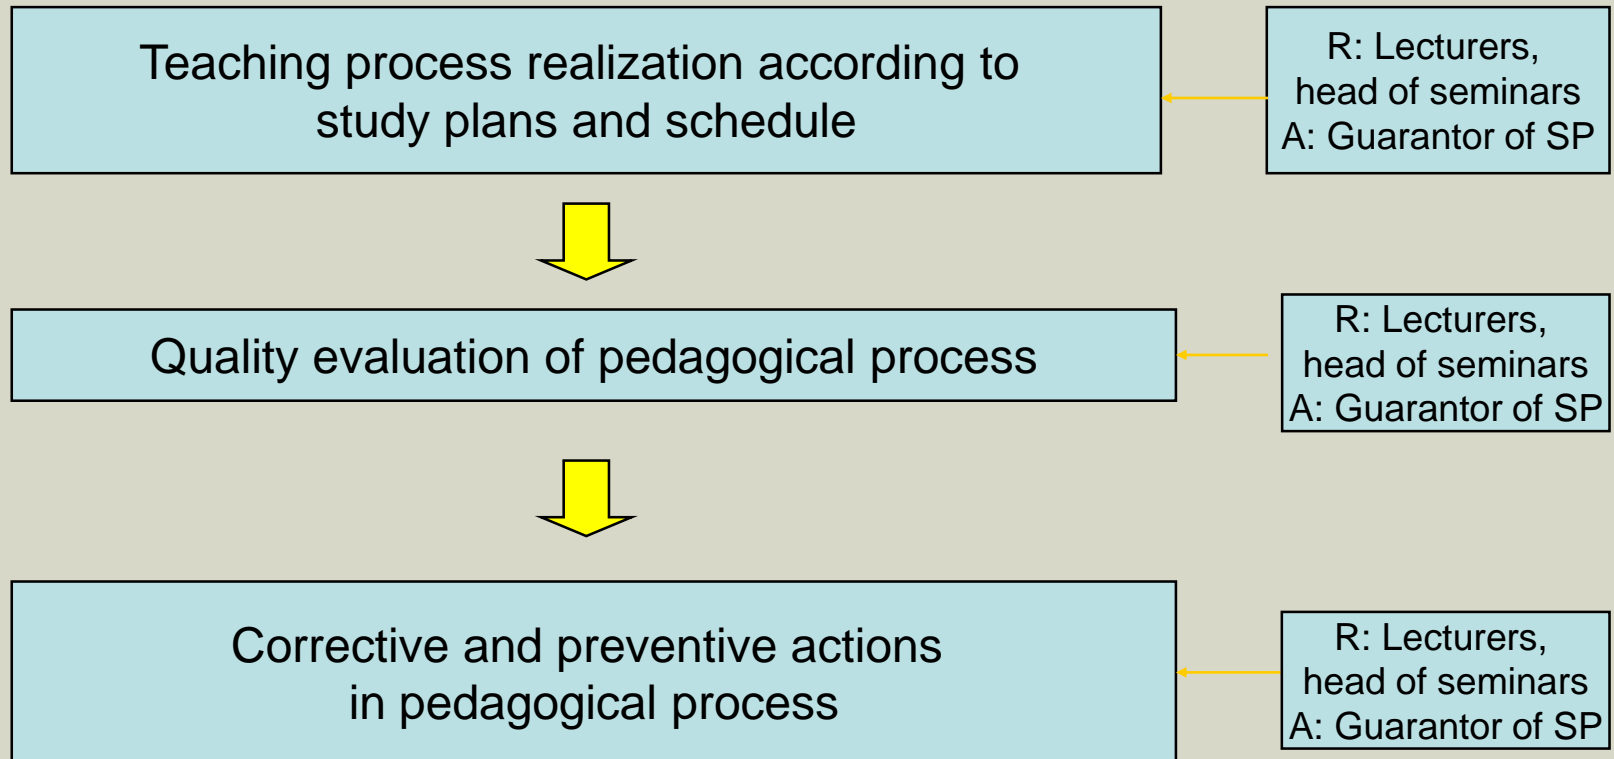 Teaching process realization according to
study plans and schedule
R: Lecturers,
head of seminars
A: Guarantor of SP
Quality evaluation of pedagogical process
R: Lecturers,
head of seminars
A: Guarantor of SP
Corrective and preventive actions
in pedagogical process
R: Lecturers,
head of seminars
A: Guarantor of SP